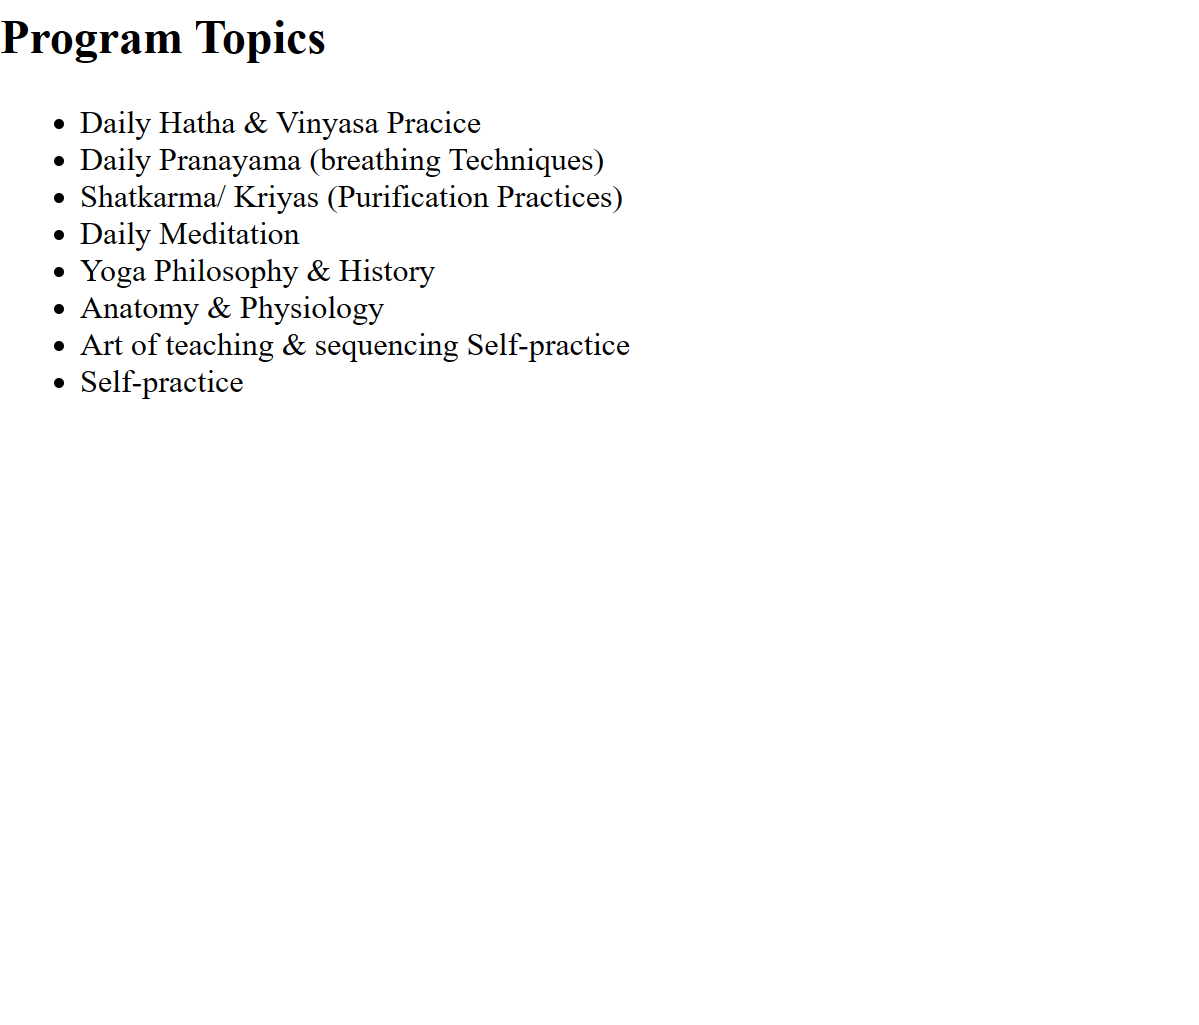 Program Topics
Daily Hatha & Vinyasa Pracice
Daily Pranayama (breathing Techniques)
Shatkarma/ Kriyas (Purification Practices)
Daily Meditation
Yoga Philosophy & History
Anatomy & Physiology
Art of teaching & sequencing Self-practice
Self-practice